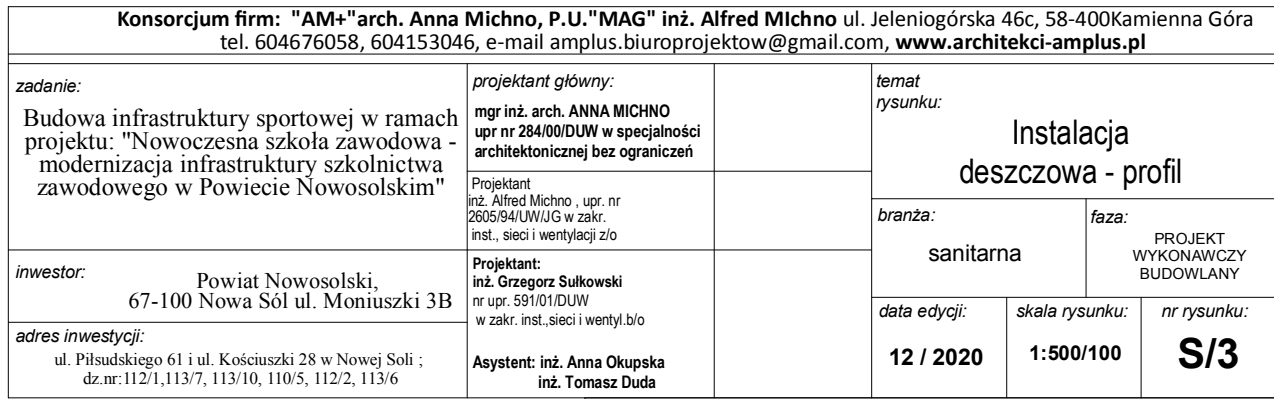 Konsorcjum firm: "AM+"arch. Anna Michno, P.U."MAG" inż. Alfred MIchno ul. Jeleniogórska 46c, 58-400Kamienna Góra
tel. 604676058, 604153046, e-mail amplus.biuroprojektow@gmail.com, www.architekci-amplus.pl
zadanie:
Budowa infrastruktury sportowej w ramach
projektu: "Nowoczesna szkoła zawodowa -
modernizacja infrastruktury szkolnictwa
zawodowego w Powiecie Nowosolskim"
inwestor:
Powiat Nowosolski,
67-100 Nowa Sól ul. Moniuszki 3B
adres inwestycji:
ul. Piłsudskiego 61 i ul. Kościuszki 28 w Nowej Soli ;
dz.nr:112/1,113/7, 113/10, 110/5, 112/2, 113/6
projektant główny:
mgr inż. arch. ANNA MICHNO
upr nr 284/00/DUW w specjalności
architektonicznej bez ograniczeń
Projektant
inż. Alfred Michno , upr. nr
2605/94/UW/JG w zakr.
inst., sieci i wentylacji z/o
Projektant:
inż. Grzegorz Sułkowski
nr upr. 591/01/DUW
w zakr. inst.,sieci i wentyl.b/o
Asystent: inż. Anna Okupska
inż. Tomasz Duda
temat
rysunku:
Instalacja
deszczowa - profil
branża:
sanitarna
faza:
PROJEKT
WYKONAWCZY
BUDOWLANY
data edycji:
12 / 2020
skala rysunku:
1:500/100
nr rysunku:
S/3